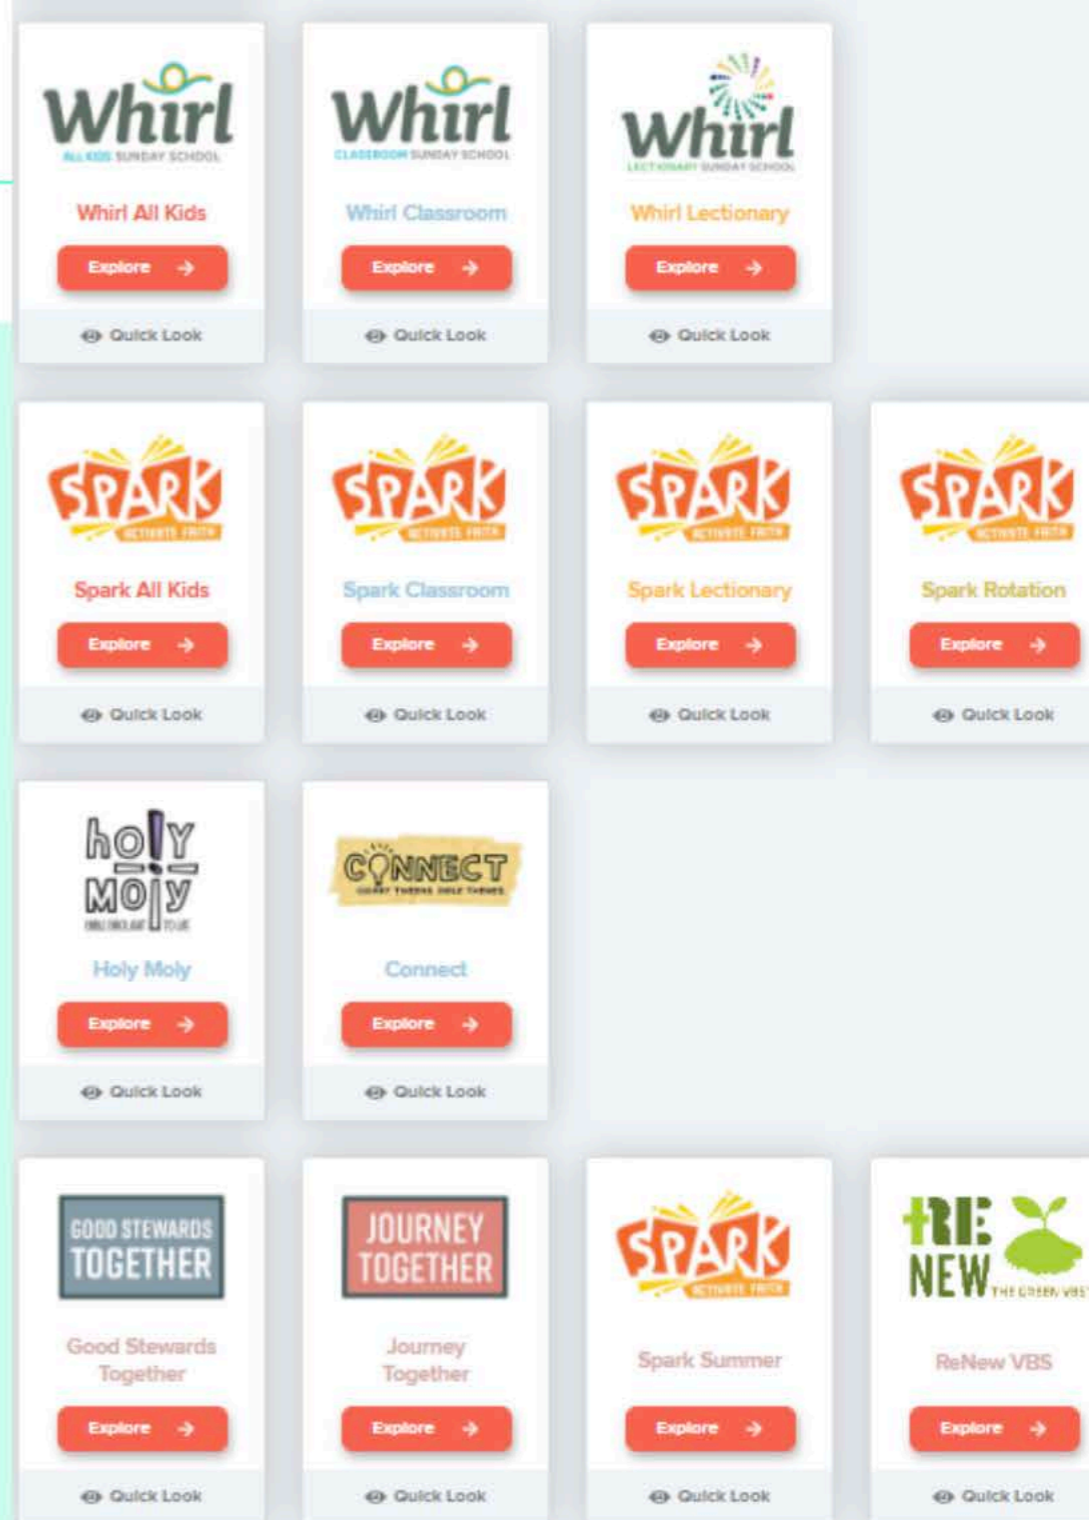 Whirl
ALL KIDS SUNDAY SCHOOL
Whirl All Kids
Explore
Quick Look
Whirl
CLASSROOM SUNDAY SCHOOL
Whirl Classroom
Explore
Quick Look
Whirl
LECTIONARY SUNDAY SCHOOL
Whirl Lectionary
Explore
Quick Look
SPARK
ACTIVATE FAITH
Spark All Kids
Explore
Quick Look
SPARK
ACTIVATE FAITH
Spark Classroom
Explore
Quick Look
SPARK
ACTIVATE FAITH
Spark Lectionary
Explore
Quick Look
SPARK
ACTIVATE FAITH
Spark Rotation
Explore
Quick Look
holy
Moly
Holy Moly
Explore
Quick Look
CONNECT
Connect
Explore
Quick Look
GOOD STEWARDS
TOGETHER
Good Stewards
Together
Explore
Quick Look
JOURNEY
TOGETHER
Journey
Together
Explore
Quick Look
SPARK
ACTIVATE FAITH
Spark Summer
Explore
Quick Look
RE
NEW
THE GREEN VBS
ReNew VBS
Explore
Quick Look